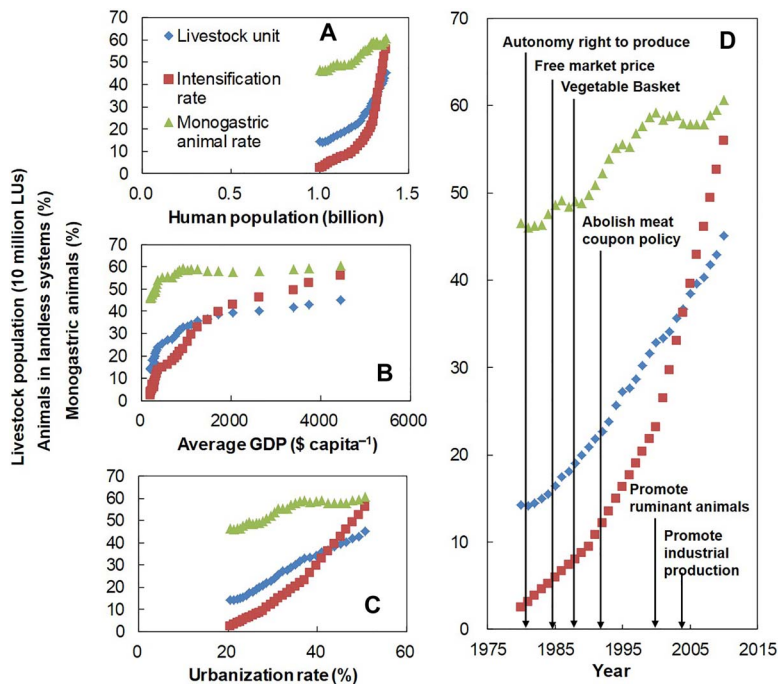 Livestock population (10 million LUs)
Animals in landless systems (%)
Monogastric animals (%)
A
Livestock unit
Intensification
rate
Monogastric
animal rate
70
60
50
40
30
20
10
0
0.0
0.5
1.0
1.5
Human population (billion)
B
70
60
50
40
30
20
10
0
0
2000
4000
6000
Average GDP ($ capita⁻¹)
C
70
60
50
40
30
20
10
0
0
20
40
60
Urbanization rate (%)
D
70
60
50
40
30
20
10
0
Autonomy right to produce
Free market price
Vegetable Basket
Abolish meat
coupon policy
Promote
ruminant animals
Promote
industrial
production
1975
1985
1995
2005
2015
Year